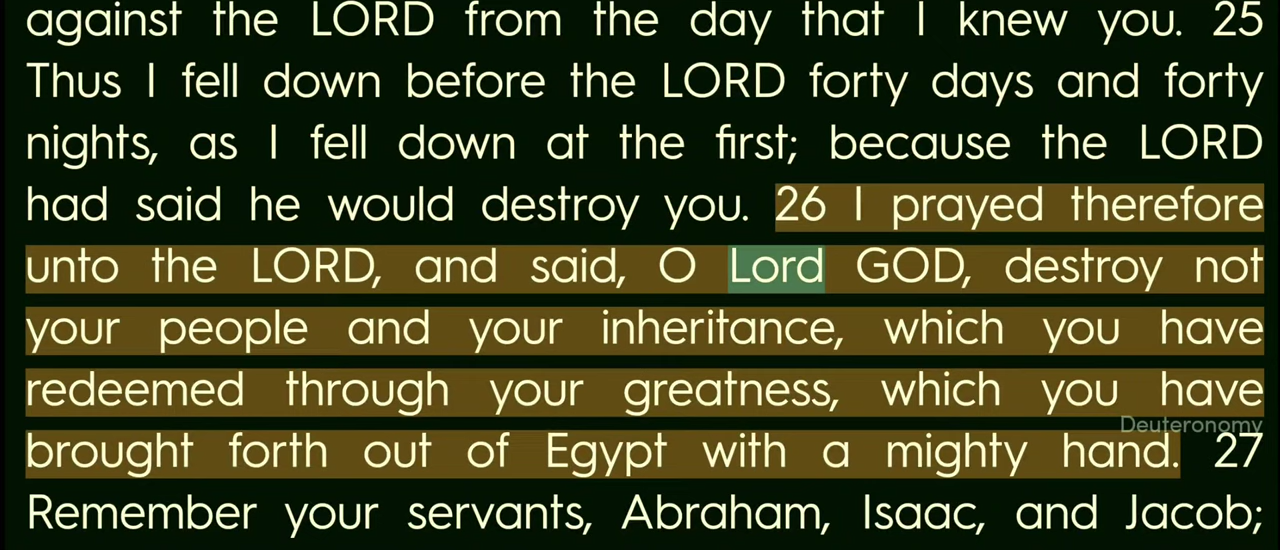 against the LORD from the day that I knew you. 25
Thus I fell down before the LORD forty days and forty
nights, as I fell down at the first; because the LORD
had said he would destroy you. 26 I prayed therefore
unto the LORD, and said, O Lord GOD, destroy not
your people and your inheritance, which you have
redeemed through your greatness, which you have
Deuteronomy
brought forth out of Egypt with a mighty hand. 27
Remember your servants, Abraham, Isaac, and Jacob;